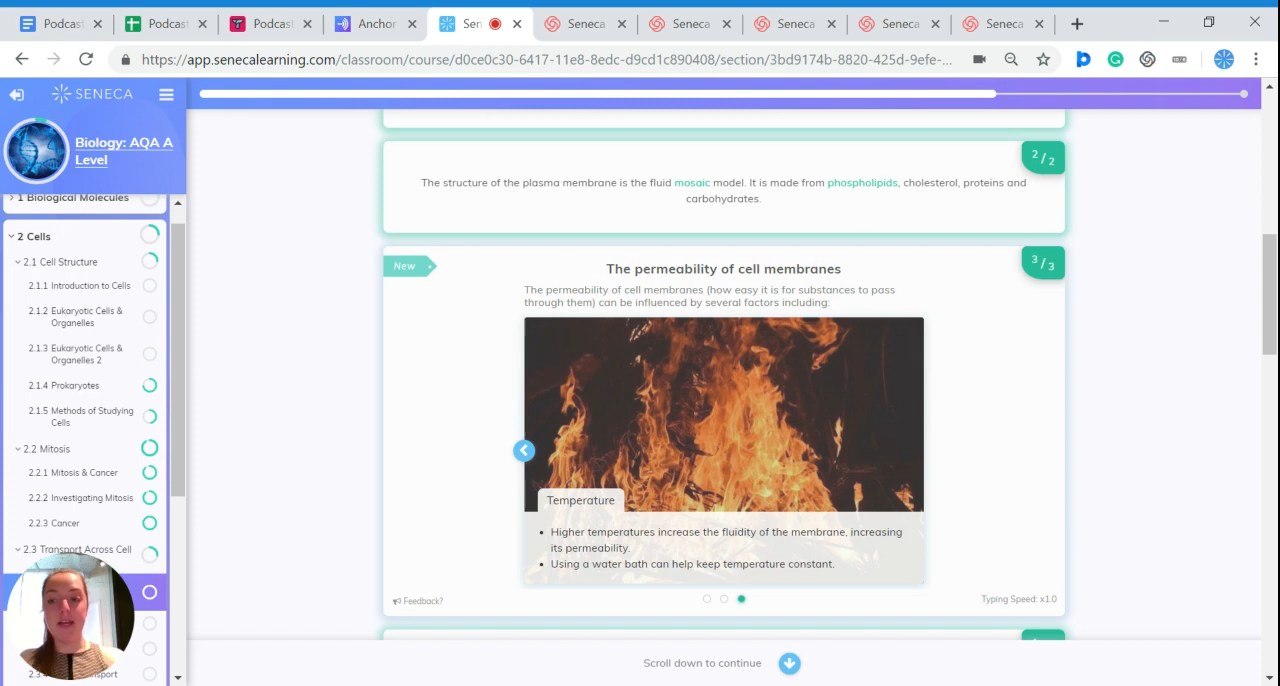 Podcas
Podcas
Podcas
Anchor
Sen
Seneca
Seneca
Seneca
Seneca
Seneca
https://app.senecalearning.com/classroom/course/d0ce0c30-6417-11e8-8edc-d9cd1c890408/section/3bd9174b-8820-425d-9efe-...
SENECA
Biology: AQA A
Level
1 Biological Molecules
2 Cells
2.1 Cell Structure
2.1.1 Introduction to Cells
2.1.2 Eukaryotic Cells &
Organelles
2.1.3 Eukaryotic Cells &
Organelles 2
2.1.4 Prokaryotes
2.1.5 Methods of Studying
Cells
2.2 Mitosis
2.2.1 Mitosis & Cancer
2.2.2 Investigating Mitosis
2.2.3 Cancer
2.3 Transport Across Cell
2/2
The structure of the plasma membrane is the fluid mosaic model. It is made from phospholipids, cholesterol, proteins and
carbohydrates.
New
3/3
The permeability of cell membranes
The permeability of cell membranes (how easy it is for substances to pass
through them) can be influenced by several factors including:
Temperature
• Higher temperatures increase the fluidity of the membrane, increasing
its permeability.
• Using a water bath can help keep temperature constant.
Feedback?
Typing Speed: x1.0
Scroll down to continue